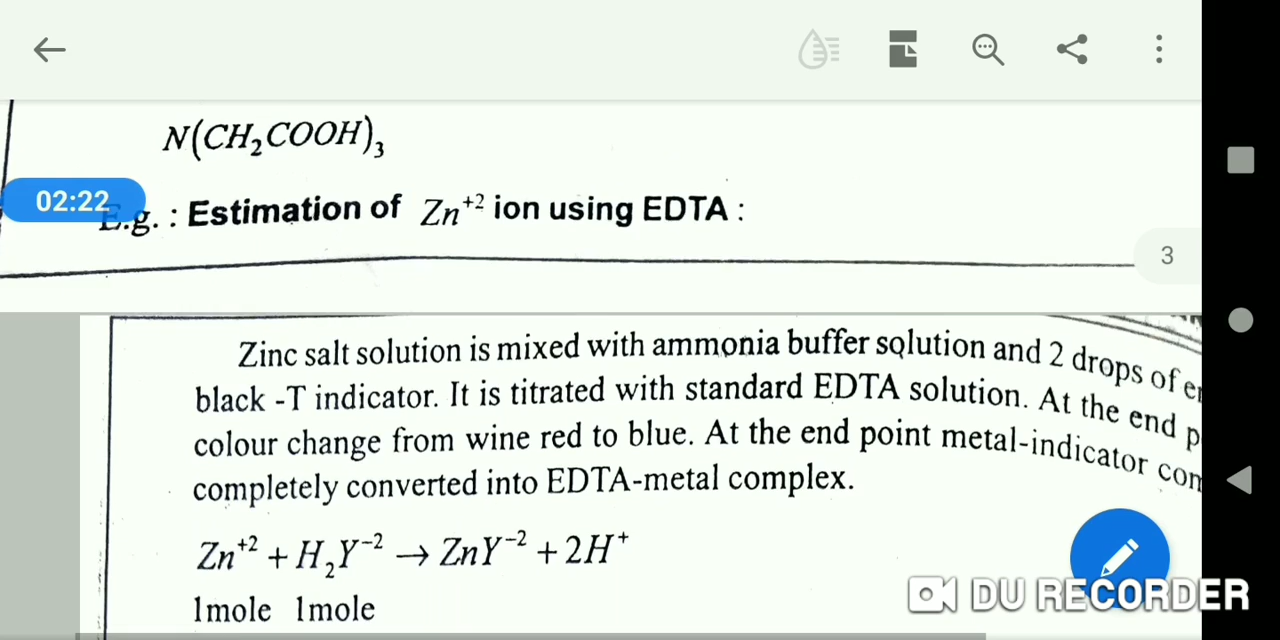 N(CH₂COOH)₃
02:22
E.g. : Estimation of Zn⁺² ion using EDTA :
3
Zinc salt solution is mixed with ammonia buffer solution and 2 drops of
black -T indicator. It is titrated with standard EDTA solution. At the end
colour change from wine red to blue. At the end point metal-indicator
completely converted into EDTA-metal complex.
Zn⁺² + H₂Y⁻² → ZnY⁻² + 2H⁺
1mole 1mole
DU RECORDER